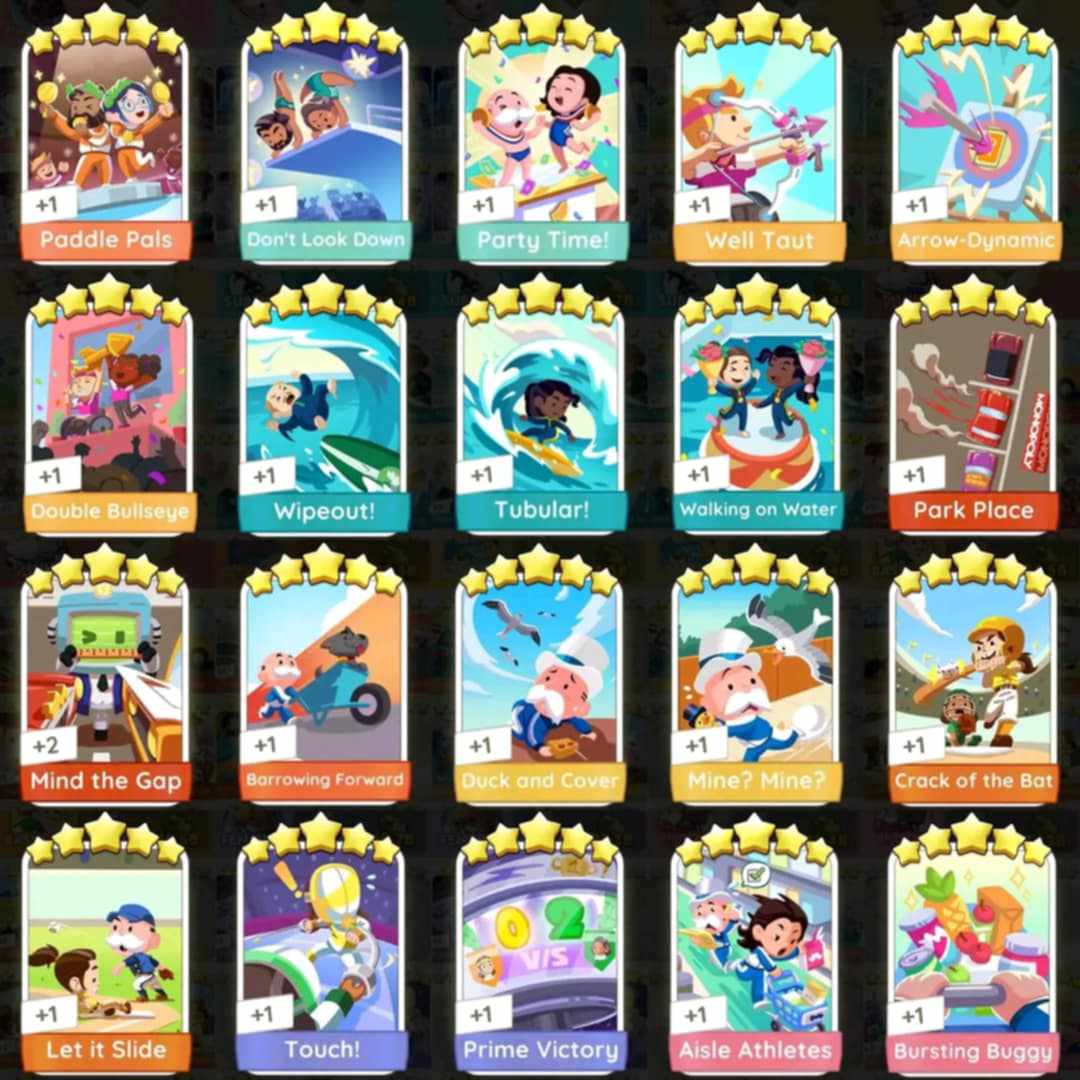 +1
Paddle Pals
+1
Don't Look Down
+1
Party Time!
+1
Well Taut
+1
Arrow-Dynamic
+1
Double Bullseye
+1
Wipeout!
+1
Tubular!
+1
Walking on Water
MONOPOLY
+1
Park Place
+2
Mind the Gap
+1
Barrowing Forward
+1
Duck and Cover
+1
Mine? Mine?
+1
Crack of the Bat
+1
Let it Slide
+1
Touch!
0 2
V/S
+1
Prime Victory
+1
Aisle Athletes
+1
Bursting Buggy